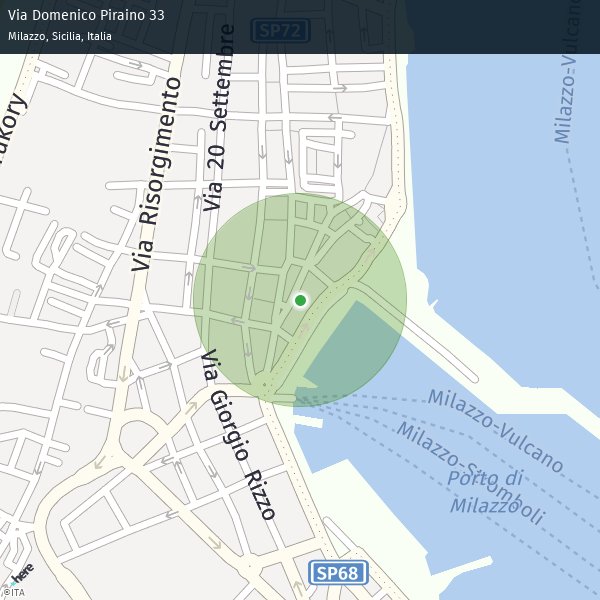 Via Domenico Piraino 33
Milazzo, Sicilia, Italia
SP72
Milazzo-Vulcano
Via 20 Settembre
Via Risorgimento
Via Giorgio Rizzo
Milazzo-Vulcano
Milazzo-Stromboli
Porto di
Milazzo
SP68
here
©ITA